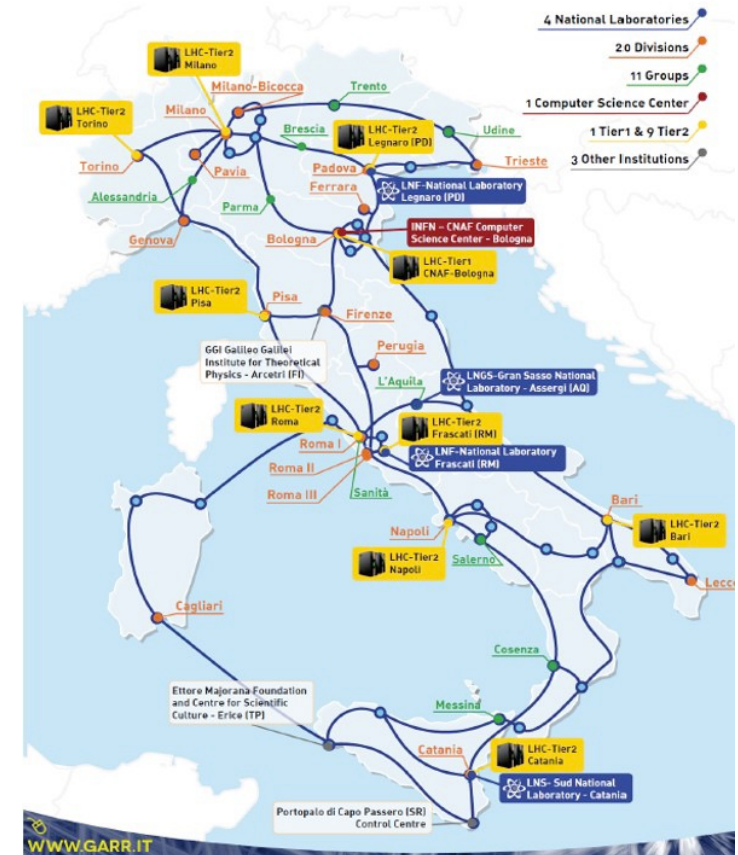 4 National Laboratories
20 Divisions
11 Groups
1 Computer Science Center
1 Tier1 & 9 Tier2
3 Other Institutions
LHC-Tier2
Milano
Milano-Bicocca
Trento
Milano
LHC-Tier2
Torino
Brescia
LHC-Tier2
Legnaro (PD)
Udine
Torino
Pavia
Padova
Trieste
Alessandria
Ferrara
LNF-National Laboratory
Legnaro (PD)
Parma
Genova
Bologna
INFN – CNAF Computer
Science Center - Bologna
LHC-Tier1
CNAF-Bologna
LHC-Tier2
Pisa
Pisa
Firenze
GGI Galileo Galilei
Institute for Theoretical
Physics - Arcetri (FI)
Perugia
L'Aquila
LNGS-Gran Sasso National
Laboratory - Assergi (AQ)
LHC-Tier2
Roma
LHC-Tier2
Frascati (RM)
Roma I
LNF-National Laboratory
Frascati (RM)
Roma II
Roma III
Sanità
Bari
Napoli
LHC-Tier2
Bari
LHC-Tier2
Napoli
Salerno
Lecce
Cagliari
Cosenza
Ettore Majorana Foundation
and Centre for Scientific
Culture - Erice (TP)
Messina
Catania
LHC-Tier2
Catania
LNS- Sud National
Laboratory - Catania
Portopalo di Capo Passero (SR)
Control Centre
WWW.GARR.IT